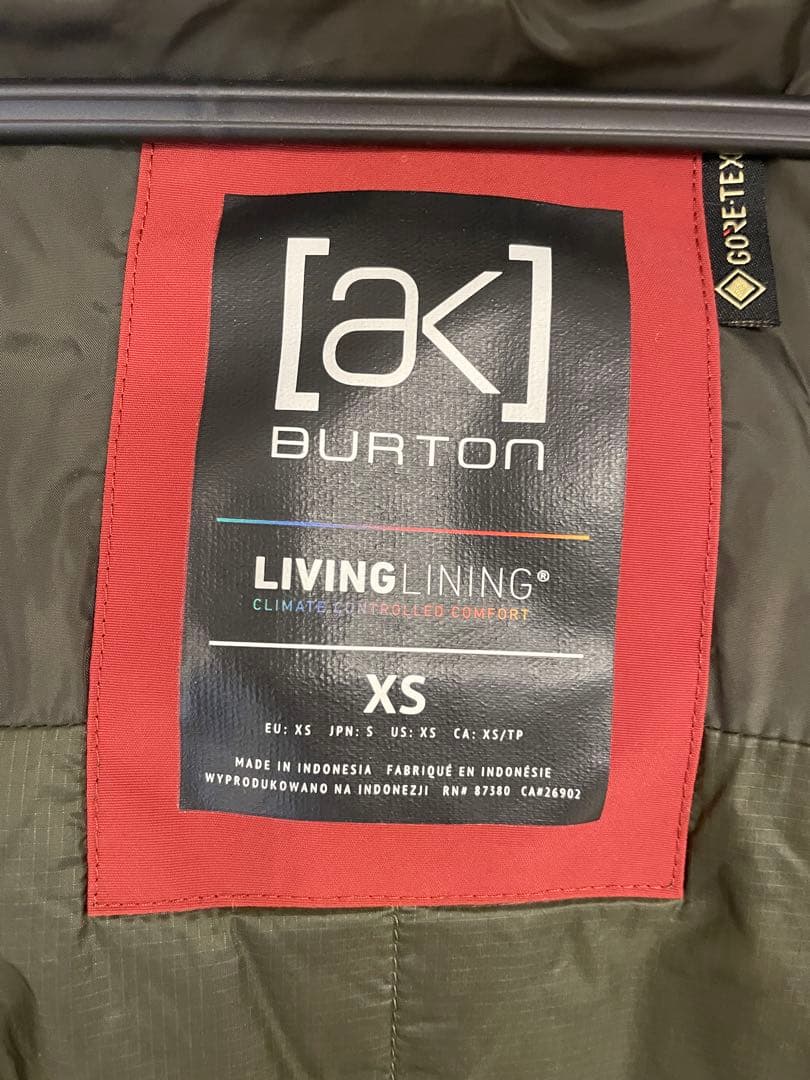 [ak]
BURTON
LIVINGLINING®
CLIMATE CONTROLLED COMFORT
XS
EU: XS JPN: S US: XS CA: XS/TP
MADE IN INDONESIA FABRIQUÉ EN INDONÉSIE
WYPRODUKOWANO NA INDONEZJI RN# 87380 CA#26902
GORE-TEX